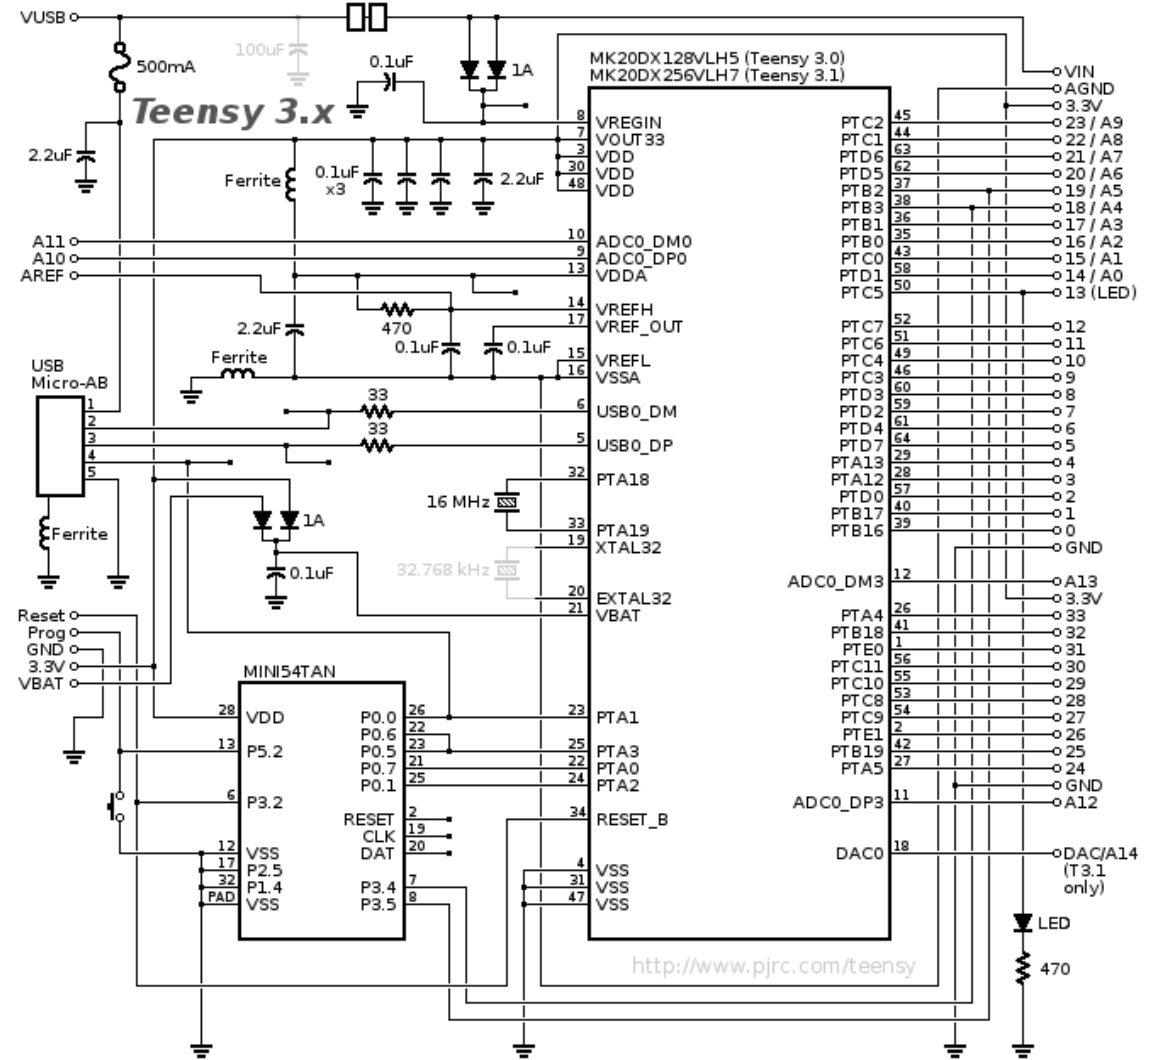 VUSB
100uF
500mA
0.1uF
1A
Teensy 3.x
2.2uF
Ferrite
0.1uF
x3
2.2uF
A11
A10
AREF
2.2uF
470
0.1uF
0.1uF
Ferrite
USB
Micro-AB
1
2
3
4
5
33
33
Ferrite
16 MHz
32.768 kHz
1A
0.1uF
Reset
Prog
GND
3.3V
VBAT
MINI54TAN
28 VDD
13 P5.2
6 P3.2
12 VSS
17 P2.5
32 P1.4
PAD VSS
P0.0 26
P0.6 22
P0.5 23
P0.7 21
P0.1 25
RESET 2
CLK 19
DAT 20
P3.4 7
P3.5 8
MK20DX128VLH5 (Teensy 3.0)
MK20DX256VLH7 (Teensy 3.1)
8 VREGIN
7 VOUT33
3 VDD
30 VDD
48 VDD
10 ADC0_DM0
9 ADC0_DP0
13 VDDA
14 VREFH
17 VREF_OUT
15 VREFL
16 VSSA
6 USB0_DM
5 USB0_DP
32 PTA18
33 PTA19
19 XTAL32
20 EXTAL32
21 VBAT
23 PTA1
25 PTA3
22 PTA0
24 PTA2
34 RESET_B
4 VSS
31 VSS
47 VSS
VIN
AGND
3.3V
PTC2 45 23 / A9
PTC1 44 22 / A8
PTD6 63 21 / A7
PTD5 62 20 / A6
PTB2 37 19 / A5
PTB3 38 18 / A4
PTB1 36 17 / A3
PTB0 35 16 / A2
PTC0 43 15 / A1
PTD1 58 14 / A0
PTC5 50 13 (LED)
PTC7 52 12
PTC6 51 11
PTC4 49 10
PTC3 46 9
PTD3 60 8
PTD2 59 7
PTD4 61 6
PTD7 64 5
PTA13 29 4
PTA12 28 3
PTD0 57 2
PTB17 40 1
PTB16 39 0
GND
ADC0_DM3 12 A13
3.3V
PTA4 26 33
PTB18 41 32
PTE0 1 31
PTC11 56 30
PTC10 55 29
PTC8 53 28
PTC9 54 27
PTE1 2 26
PTB19 42 25
PTA5 27 24
GND
ADC0_DP3 11 A12
DAC0 18 DAC/A14
(T3.1
only)
LED
470
http://www.pjrc.com/teensy